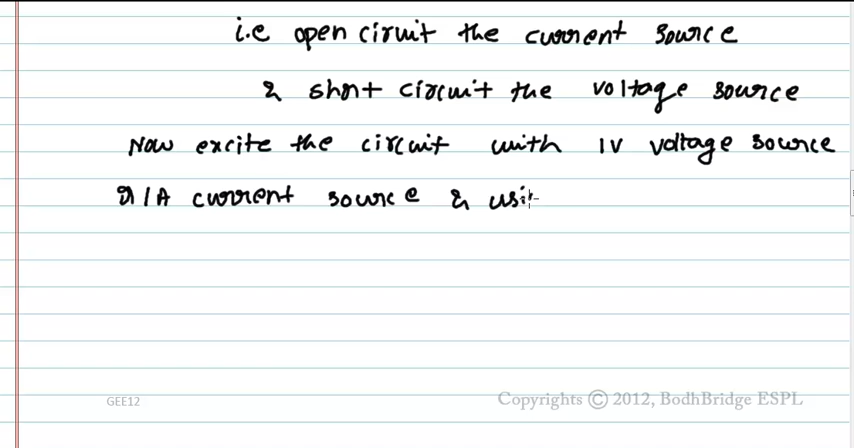 i.e open ciruit the current source
& short circuit the voltage source
Now excite the circuit with 1V voltage source
or 1A current source & usi
GEE12
Copyrights © 2012, BodhBridge ESPL